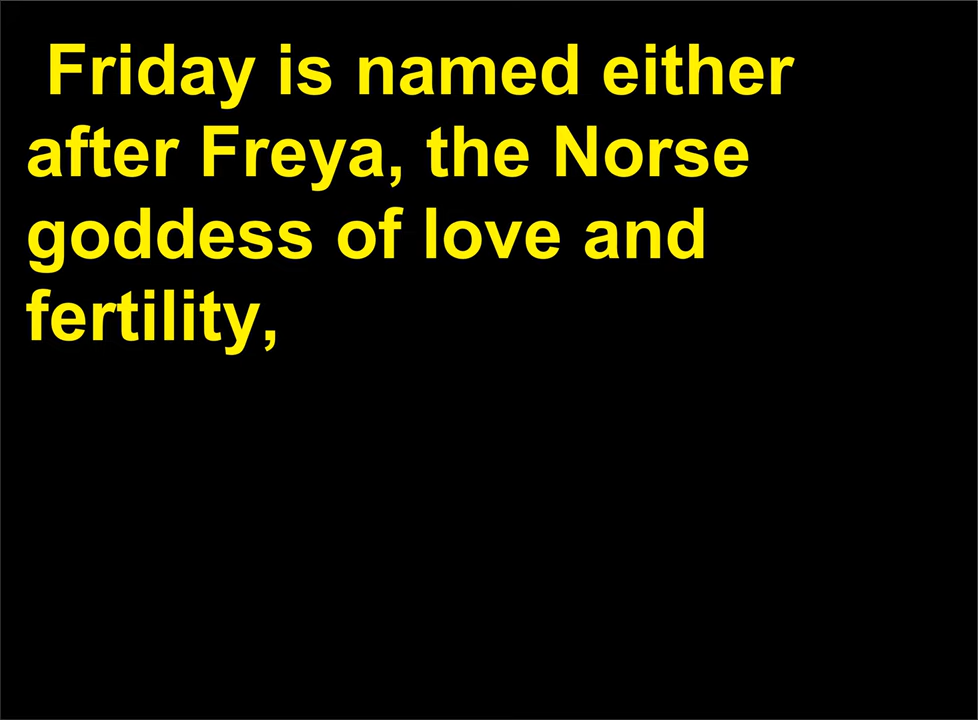 Friday is named either
after Freya, the Norse
goddess of love and
fertility,